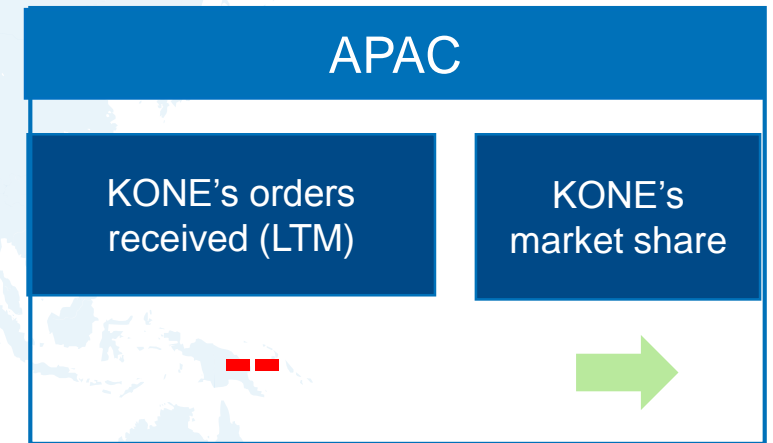 APAC
KONE’s orders
received (LTM)
KONE’s
market share
--